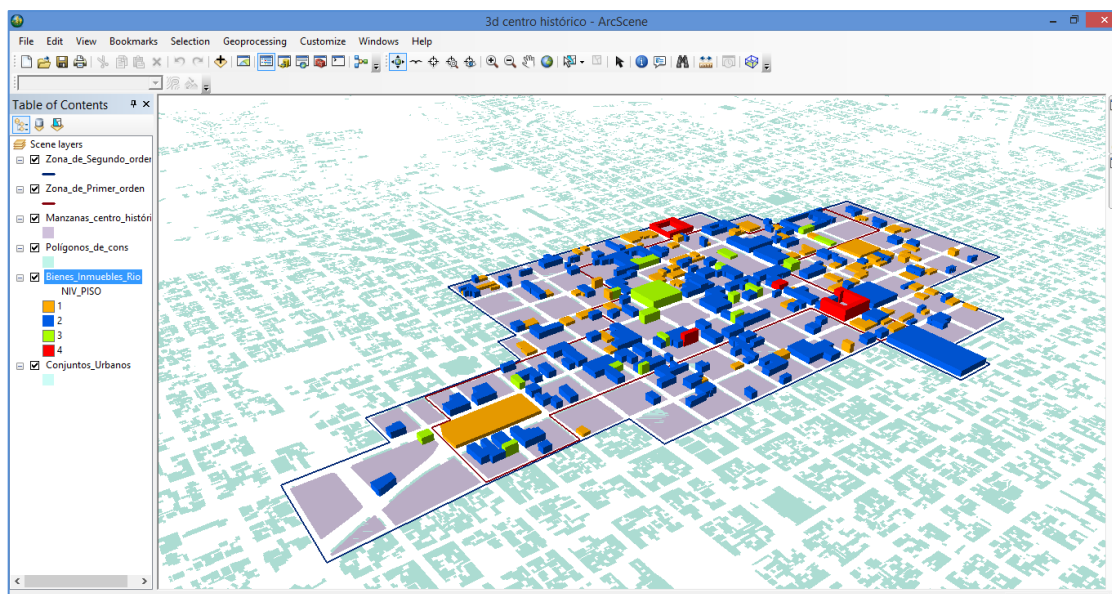 3d centro histórico - ArcScene
File Edit View Bookmarks Selection Geoprocessing Customize Windows Help
Table of Contents
Scene layers
Zona_de_Segundo_orden
Zona_de_Primer_orden
Manzanas_centro_históri
Polígonos_de_cons
Bienes_Inmuebles_Rio
NIV_PISO
1
2
3
4
Conjuntos_Urbanos